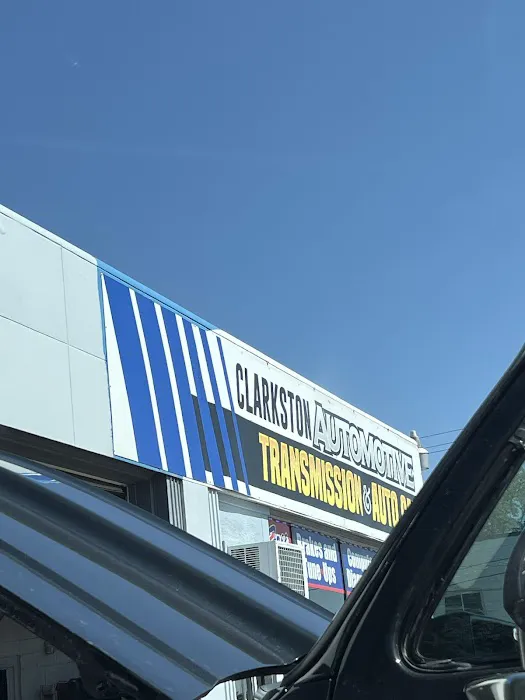 CLARKSTON AUTOMOTIVE
TRANSMISSION & AUTO
Brakes and
Tune Ups